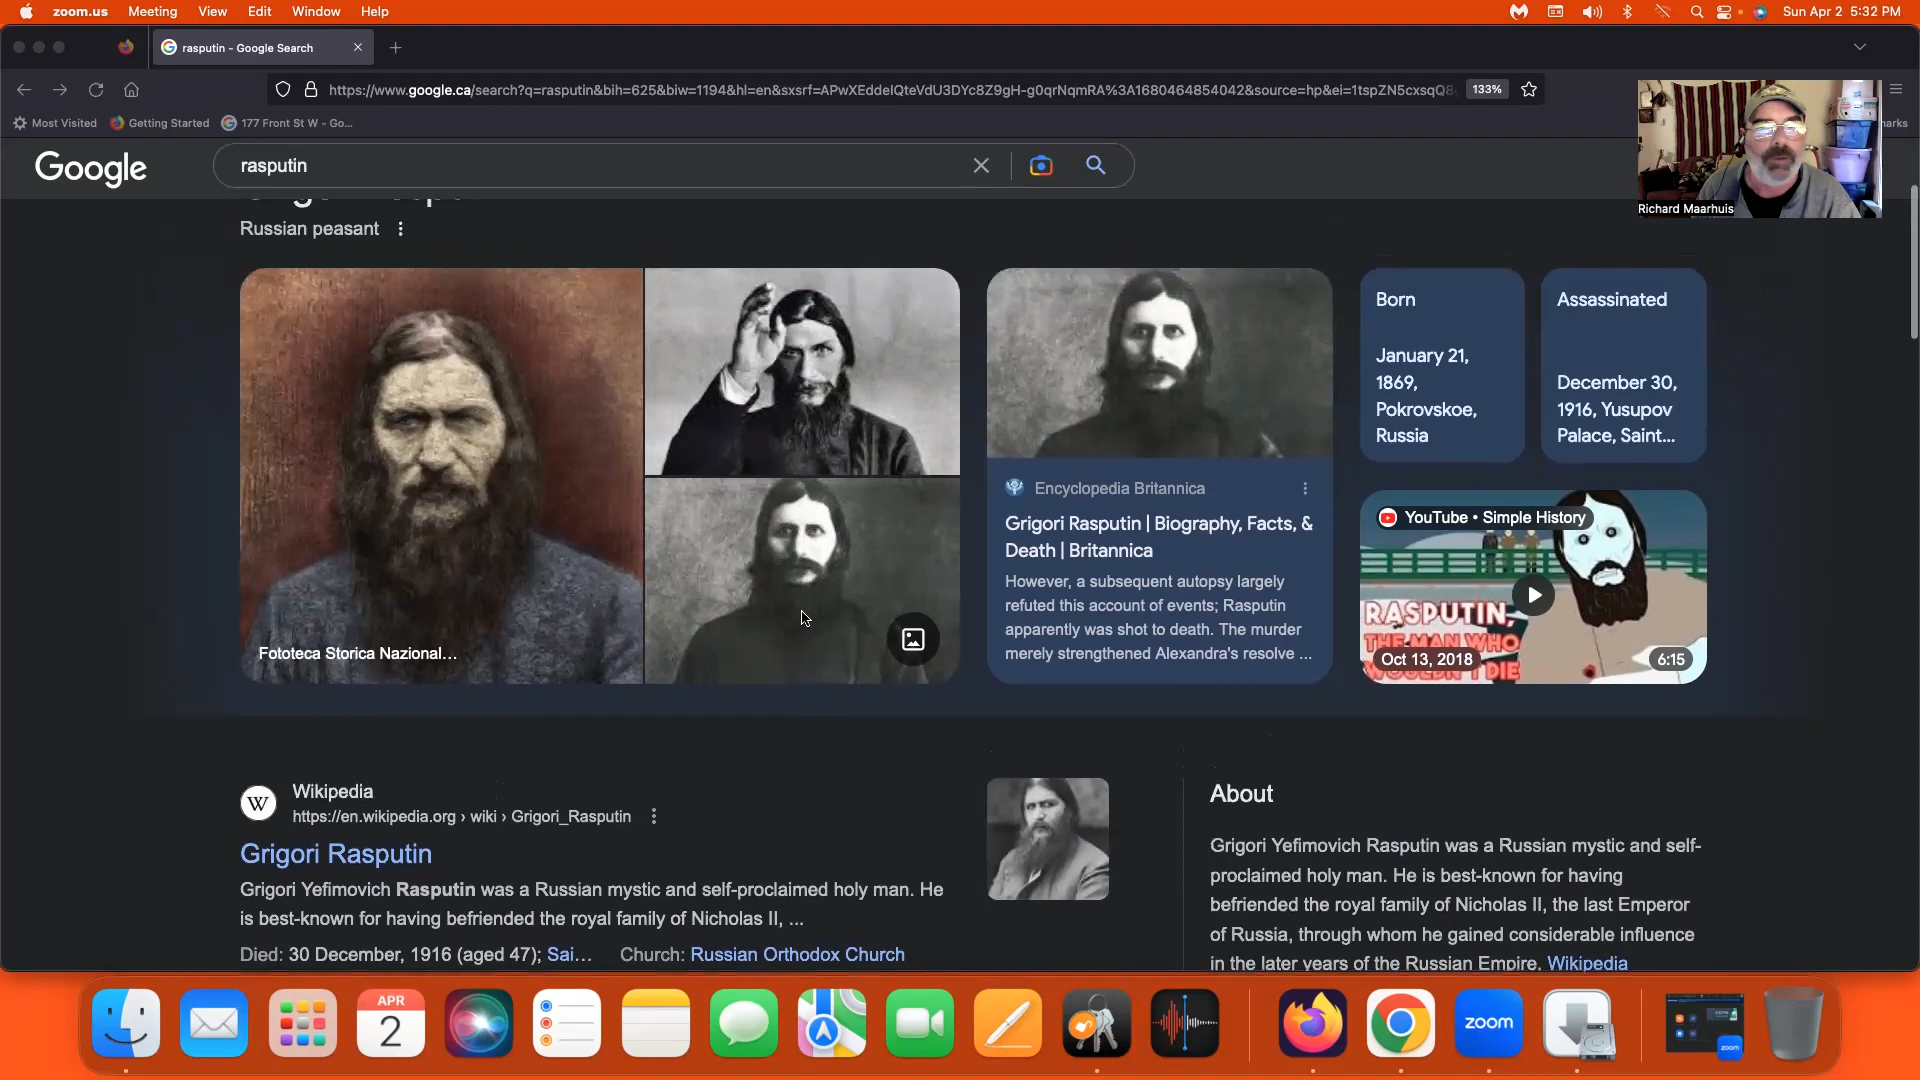 zoom.us Meeting View Edit Window Help Sun Apr 2 5:32 PM
rasputin - Google Search
https://www.google.ca/search?q=rasputin&bih=625&biw=1194&hl=en&sxsrf=APwXEddeIQteVdU3DYc8Z9gH-g0qrNqmRA%3A1680464854042&source=hp&ei=1tspZN5cxsqQ8 133%
Most Visited Getting Started 177 Front St W - Go... arks
Google rasputin
Richard Maarhuis
Russian peasant
Fototeca Storica Nazional...
Encyclopedia Britannica
Grigori Rasputin | Biography, Facts, &
Death | Britannica
However, a subsequent autopsy largely
refuted this account of events; Rasputin
apparently was shot to death. The murder
merely strengthened Alexandra's resolve ...
Born
January 21,
1869,
Pokrovskoe,
Russia
Assassinated
December 30,
1916, Yusupov
Palace, Saint...
YouTube • Simple History
RASPUTIN,
THE MAN WHO
WOULDN'T DIE
Oct 13, 2018 6:15
W Wikipedia
https://en.wikipedia.org › wiki › Grigori_Rasputin
Grigori Rasputin
Grigori Yefimovich Rasputin was a Russian mystic and self-proclaimed holy man. He
is best-known for having befriended the royal family of Nicholas II, ...
Died: 30 December, 1916 (aged 47); Sai... Church: Russian Orthodox Church
About
Grigori Yefimovich Rasputin was a Russian mystic and self-
proclaimed holy man. He is best-known for having
befriended the royal family of Nicholas II, the last Emperor
of Russia, through whom he gained considerable influence
in the later years of the Russian Empire. Wikipedia
APR
2
zoom
zoom